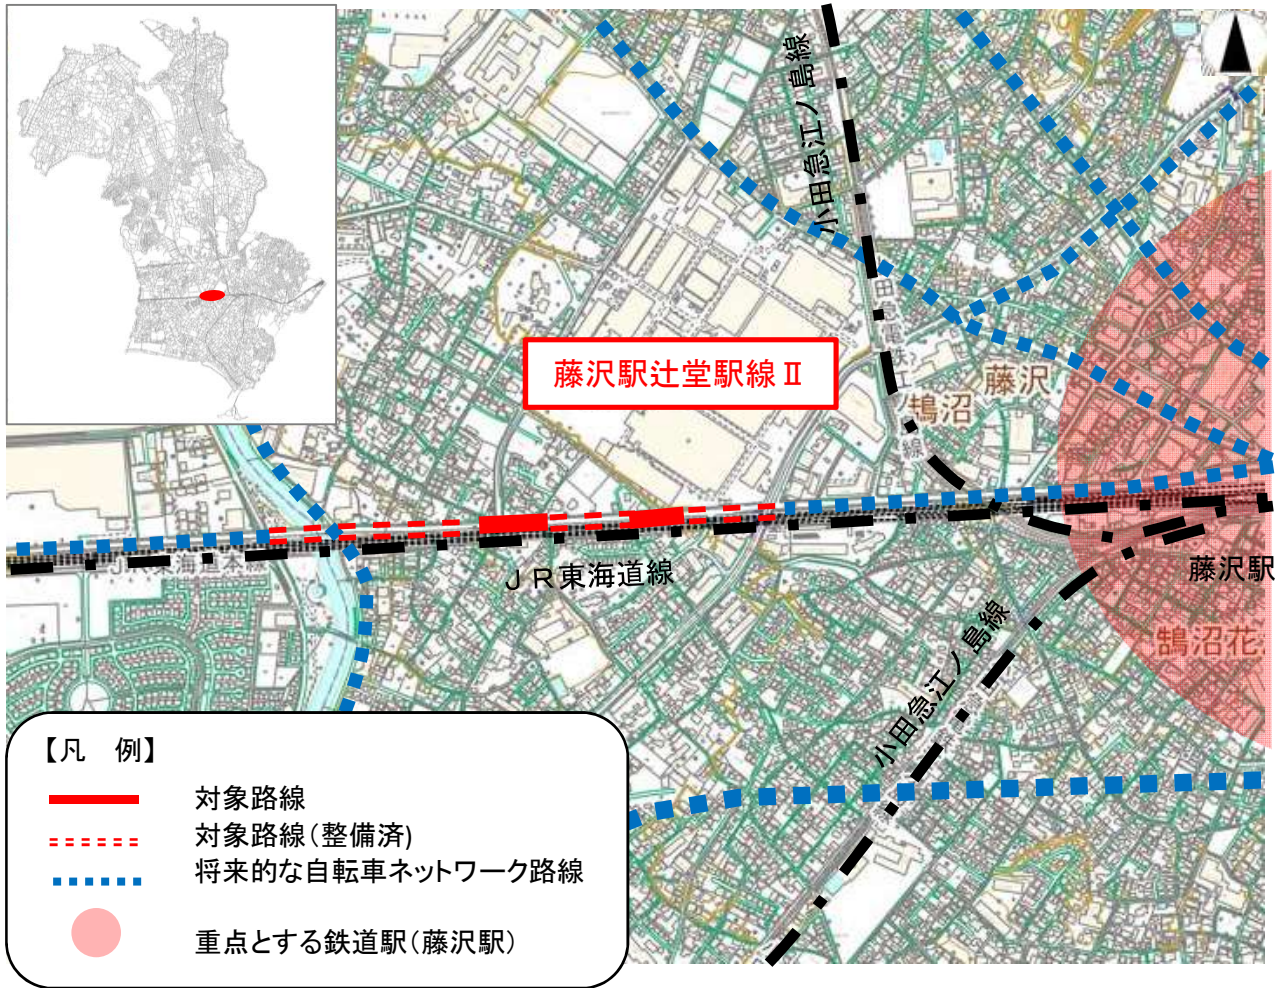 小田急江ノ島線
藤沢駅辻堂駅線Ⅱ
藤沢
鵠沼
JR東海道線
藤沢駅
鵠沼花
小田急江ノ島線
【凡 例】
対象路線
対象路線(整備済)
将来的な自転車ネットワーク路線
重点とする鉄道駅(藤沢駅)